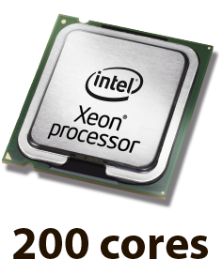 intel
Xeon®
processor
200 cores